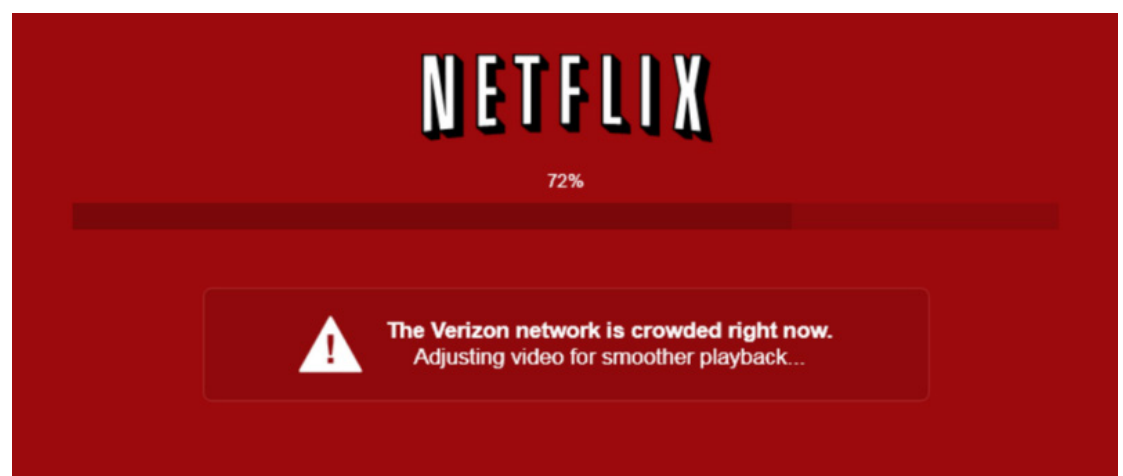 NETFLIX
72%
The Verizon network is crowded right now.
Adjusting video for smoother playback...